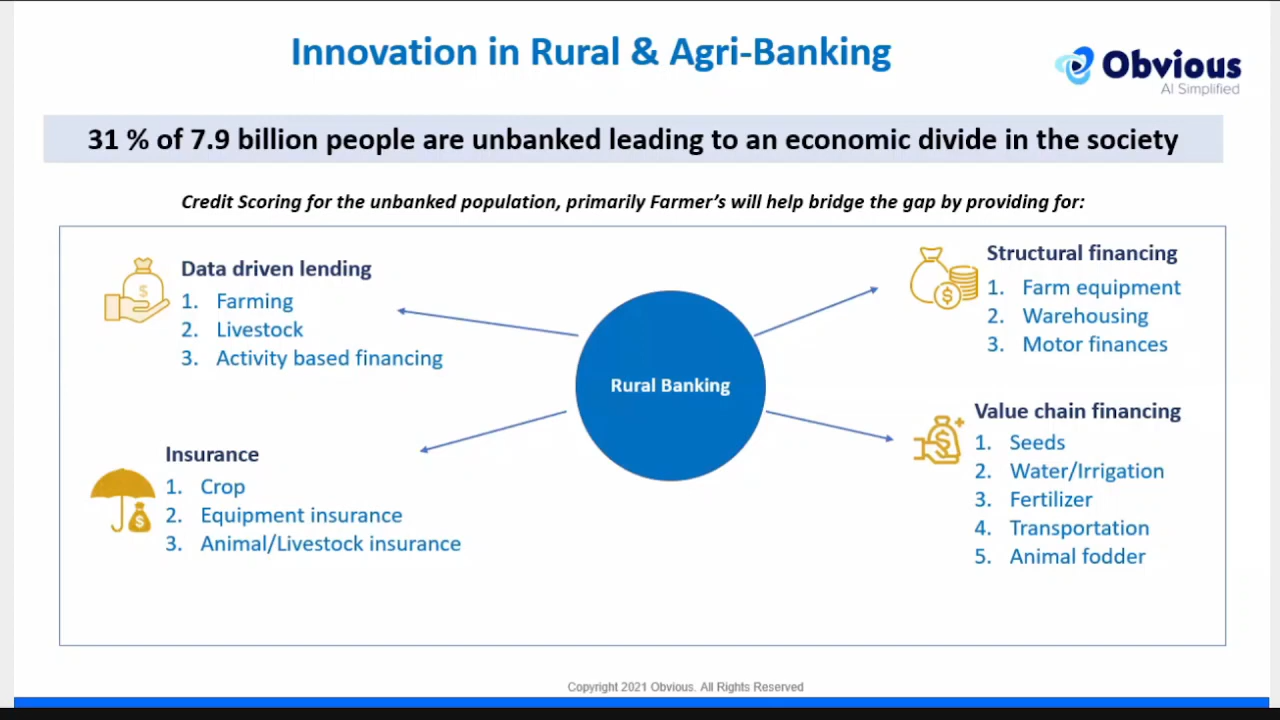 Innovation in Rural & Agri-Banking
Obvious
AI Simplified
31 % of 7.9 billion people are unbanked leading to an economic divide in the society
Credit Scoring for the unbanked population, primarily Farmer's will help bridge the gap by providing for:
Data driven lending
1. Farming
2. Livestock
3. Activity based financing
Structural financing
1. Farm equipment
2. Warehousing
3. Motor finances
Rural Banking
Insurance
1. Crop
2. Equipment insurance
3. Animal/Livestock insurance
Value chain financing
1. Seeds
2. Water/Irrigation
3. Fertilizer
4. Transportation
5. Animal fodder
Copyright 2021 Obvious. All Rights Reserved